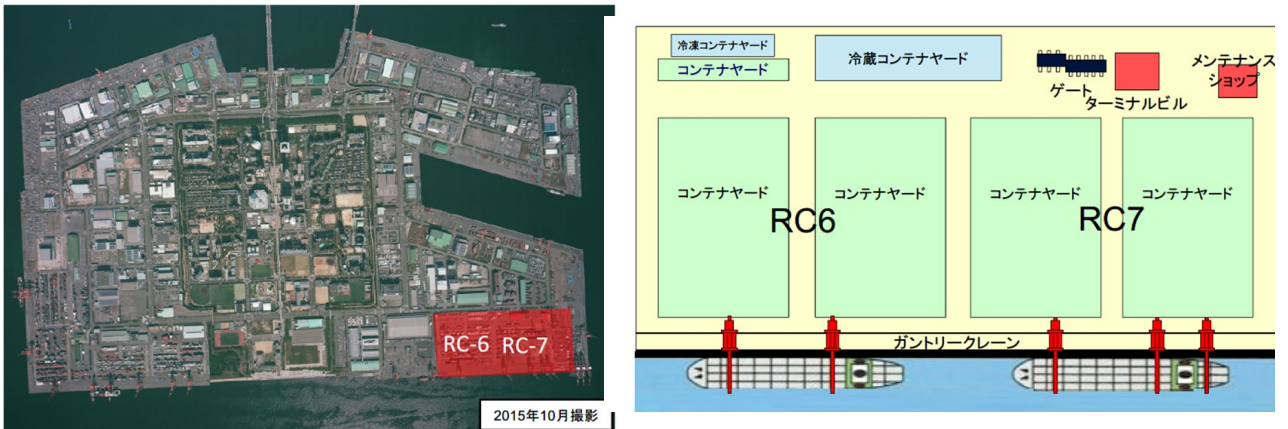 RC-6
RC-7
2015年10月撮影
冷凍コンテナヤード
コンテナヤード
冷蔵コンテナヤード
ゲート
ターミナルビル
メンテナンス
ショップ
コンテナヤード
コンテナヤード
コンテナヤード
コンテナヤード
RC6
RC7
ガントリークレーン